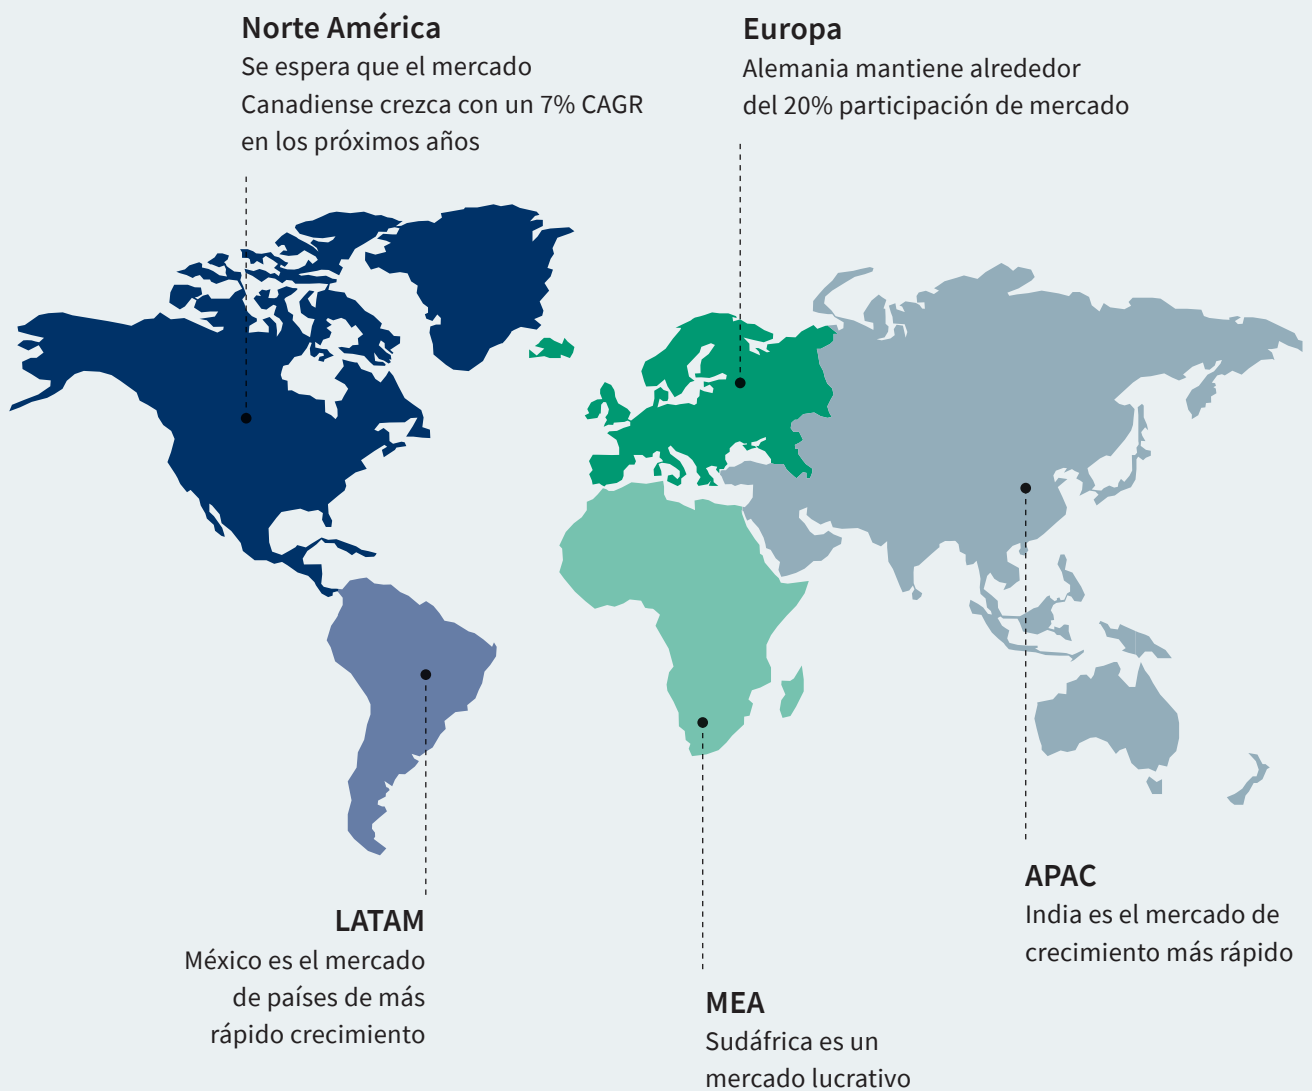 Norte América
Se espera que el mercado
Canadiense crezca con un 7% CAGR
en los próximos años
Europa
Alemania mantiene alrededor
del 20% participación de mercado
LATAM
México es el mercado
de países de más
rápido crecimiento
MEA
Sudáfrica es un
mercado lucrativo
APAC
India es el mercado de
crecimiento más rápido